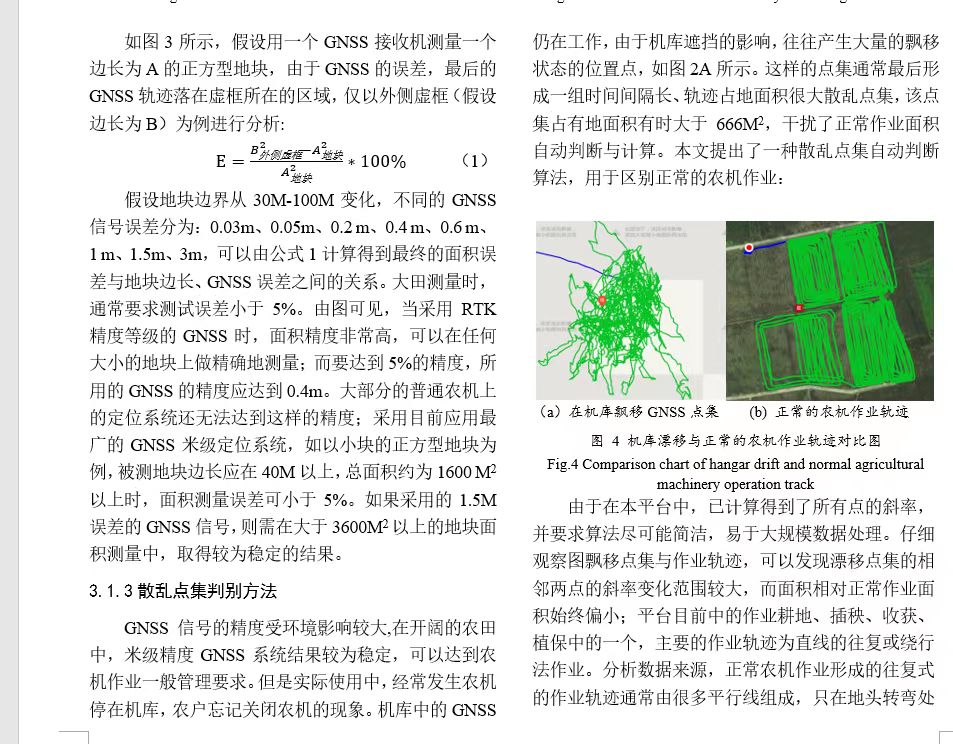 如图 3 所示，假设用一个 GNSS 接收机测量一个
边长为 A 的正方型地块，由于 GNSS 的误差，最后的
GNSS 轨迹落在虚框所在的区域，仅以外侧虚框（假设
边长为 B）为例进行分析:
E = (B²外侧虚框−A²地块)/A²地块 * 100% （1）
假设地块边界从 30M-100M 变化，不同的 GNSS
信号误差分为：0.03m、0.05m、0.2 m、0.4 m、0.6 m、
1 m、1.5m、3m，可以由公式 1 计算得到最终的面积误
差与地块边长、GNSS 误差之间的关系。大田测量时，
通常要求测试误差小于 5%。由图可见，当采用 RTK
精度等级的 GNSS 时，面积精度非常高，可以在任何
大小的地块上做精确地测量；而要达到 5%的精度，所
用的 GNSS 的精度应达到 0.4m。大部分的普通农机上
的定位系统还无法达到这样的精度；采用目前应用最
广的 GNSS 米级定位系统，如以小块的正方型地块为
例，被测地块边长应在 40M 以上，总面积约为 1600 M²
以上时，面积测量误差可小于 5%。如果采用的 1.5M
误差的 GNSS 信号，则需在大于 3600M² 以上的地块面
积测量中，取得较为稳定的结果。
3.1.3 散乱点集判别方法
GNSS 信号的精度受环境影响较大,在开阔的农田
中，米级精度 GNSS 系统结果较为稳定，可以达到农
机作业一般管理要求。但是实际使用中，经常发生农机
停在机库，农户忘记关闭农机的现象。机库中的 GNSS
仍在工作，由于机库遮挡的影响，往往产生大量的飘移
状态的位置点，如图 2A 所示。这样的点集通常最后形
成一组时间间隔长、轨迹占地面积很大散乱点集，该点
集占有地面积有时大于 666M²，干扰了正常作业面积
自动判断与计算。本文提出了一种散乱点集自动判断
算法，用于区别正常的农机作业：
（a）在机库飘移 GNSS 点集 (b) 正常的农机作业轨迹
图 4 机库漂移与正常的农机作业轨迹对比图
Fig.4 Comparison chart of hangar drift and normal agricultural
machinery operation track
由于在本平台中，已计算得到了所有点的斜率，
并要求算法尽可能简洁，易于大规模数据处理。仔细
观察图飘移点集与作业轨迹，可以发现漂移点集的相
邻两点的斜率变化范围较大，而面积相对正常作业面
积始终偏小；平台目前中的作业耕地、插秧、收获、
植保中的一个，主要的作业轨迹为直线的往复或绕行
法作业。分析数据来源，正常农机作业形成的往复式
的作业轨迹通常由很多平行线组成，只在地头转弯处